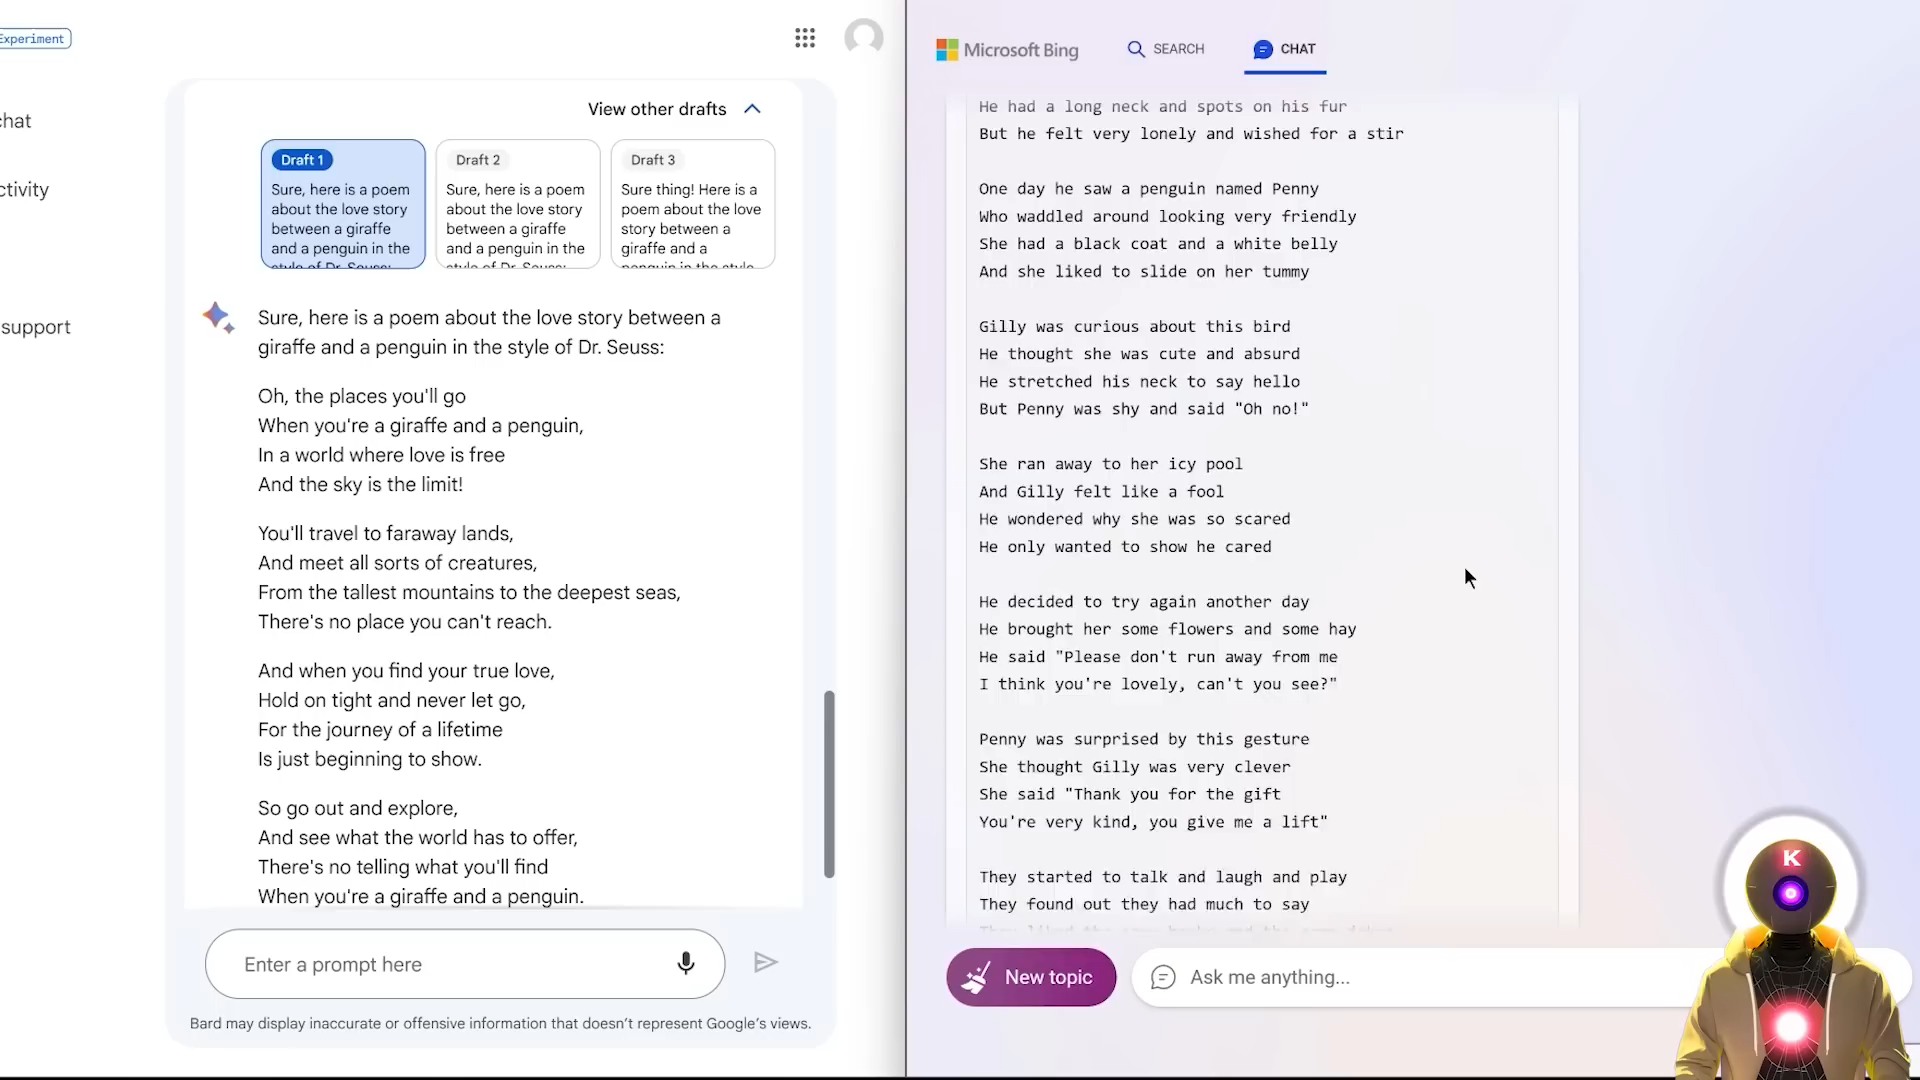 Experiment
chat
ctivity
support
View other drafts
Draft 1
Sure, here is a poem
about the love story
between a giraffe
and a penguin in the
style of Dr. Seuss:
Draft 2
Sure, here is a poem
about the love story
between a giraffe
and a penguin in the
style of Dr. Seuss:
Draft 3
Sure thing! Here is a
poem about the love
story between a
giraffe and a
penguin in the style
Sure, here is a poem about the love story between a
giraffe and a penguin in the style of Dr. Seuss:
Oh, the places you'll go
When you're a giraffe and a penguin,
In a world where love is free
And the sky is the limit!
You'll travel to faraway lands,
And meet all sorts of creatures,
From the tallest mountains to the deepest seas,
There's no place you can't reach.
And when you find your true love,
Hold on tight and never let go,
For the journey of a lifetime
Is just beginning to show.
So go out and explore,
And see what the world has to offer,
There's no telling what you'll find
When you're a giraffe and a penguin.
Enter a prompt here
Bard may display inaccurate or offensive information that doesn't represent Google's views.
Microsoft Bing
SEARCH
CHAT
He had a long neck and spots on his fur
But he felt very lonely and wished for a stir
One day he saw a penguin named Penny
Who waddled around looking very friendly
She had a black coat and a white belly
And she liked to slide on her tummy
Gilly was curious about this bird
He thought she was cute and absurd
He stretched his neck to say hello
But Penny was shy and said "Oh no!"
She ran away to her icy pool
And Gilly felt like a fool
He wondered why she was so scared
He only wanted to show he cared
He decided to try again another day
He brought her some flowers and some hay
He said "Please don't run away from me
I think you're lovely, can't you see?"
Penny was surprised by this gesture
She thought Gilly was very clever
She said "Thank you for the gift
You're very kind, you give me a lift"
They started to talk and laugh and play
They found out they had much to say
New topic
Ask me anything...
K